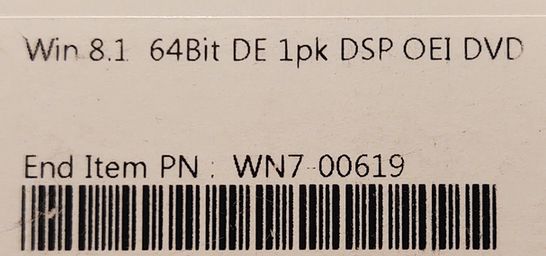 Win 8.1 64Bit DE 1pk DSP OEI DVD
End Item PN : WN7-00619